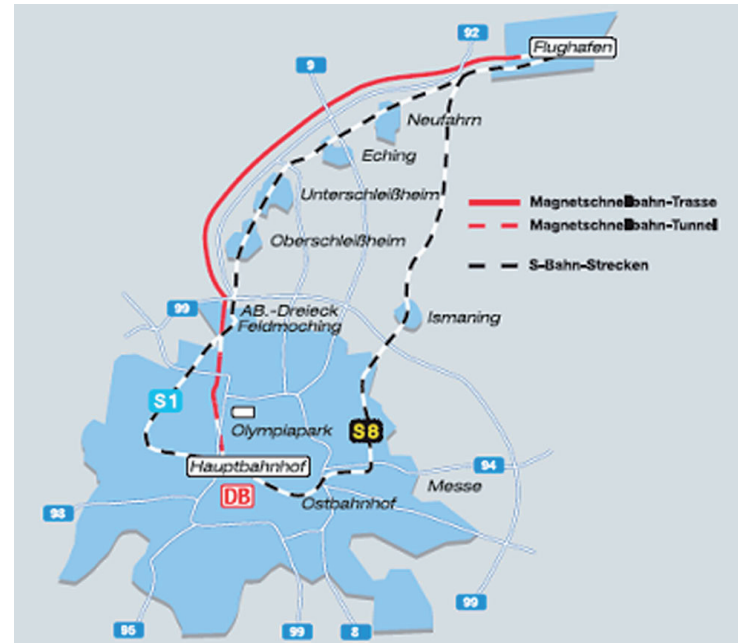 92
Flughafen
9
Neufahrn
Eching
Unterschleißheim
Magnetschnellbahn-Trasse
Magnetschnellbahn-Tunnel
Oberschleißheim
S-Bahn-Strecken
99
AB.-Dreieck
Feldmoching
Ismaning
S1
Olympiapark
S8
Hauptbahnhof
94
DB
Messe
Ostbahnhof
99
95
99
8